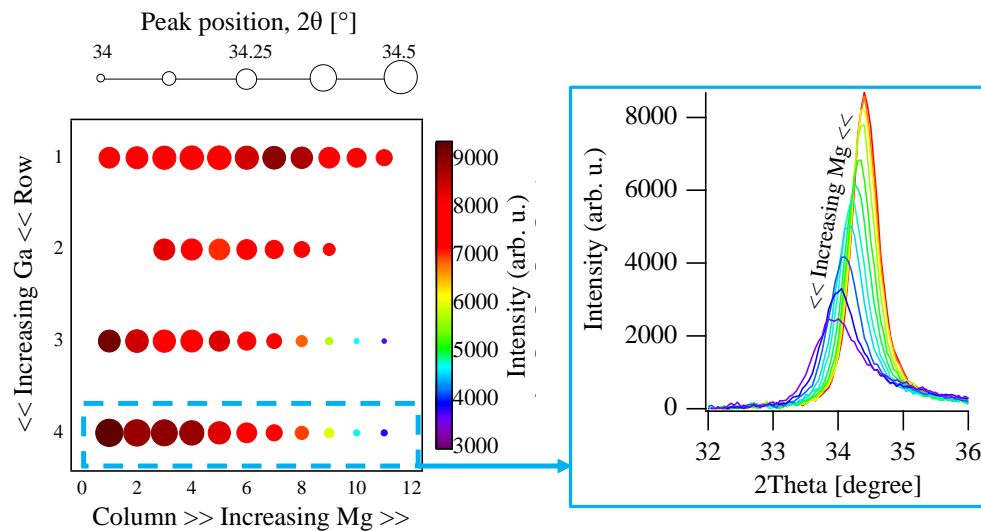 Peak position, 2θ [°]
34 34.25 34.5
<< Increasing Ga << Row
1
2
3
4
0 2 4 6 8 10 12
Column >> Increasing Mg >>
9000
8000
7000
6000
5000
4000
3000
Intensity (arb. u.)
Intensity (arb. u.)
8000
6000
4000
2000
0
<< Increasing Mg <<
32 33 34 35 36
2Theta [degree]